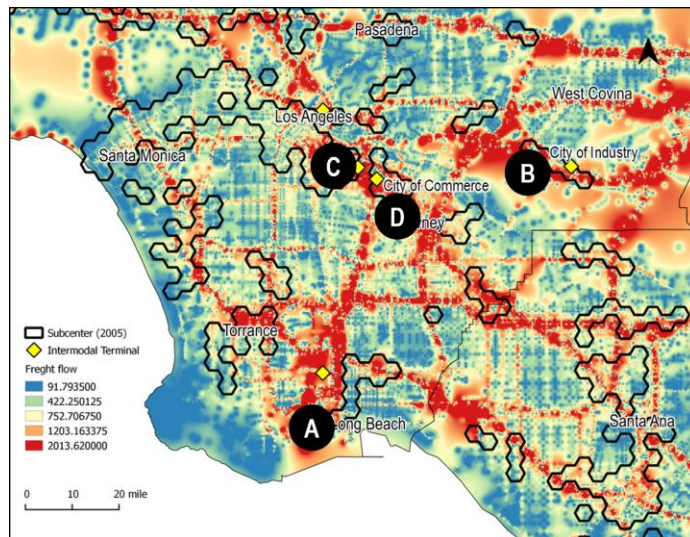 Pasadena
West Covina
Los Angeles
Santa Monica
City of Industry
C
B
City of Commerce
D
ney
Torrance
Subcenter (2005)
Intermodal Terminal
Freght flow
91.793500
422.250125
752.706750
1203.163375
2013.620000
A
ong Beach
Santa Ana
0 10 20 mile